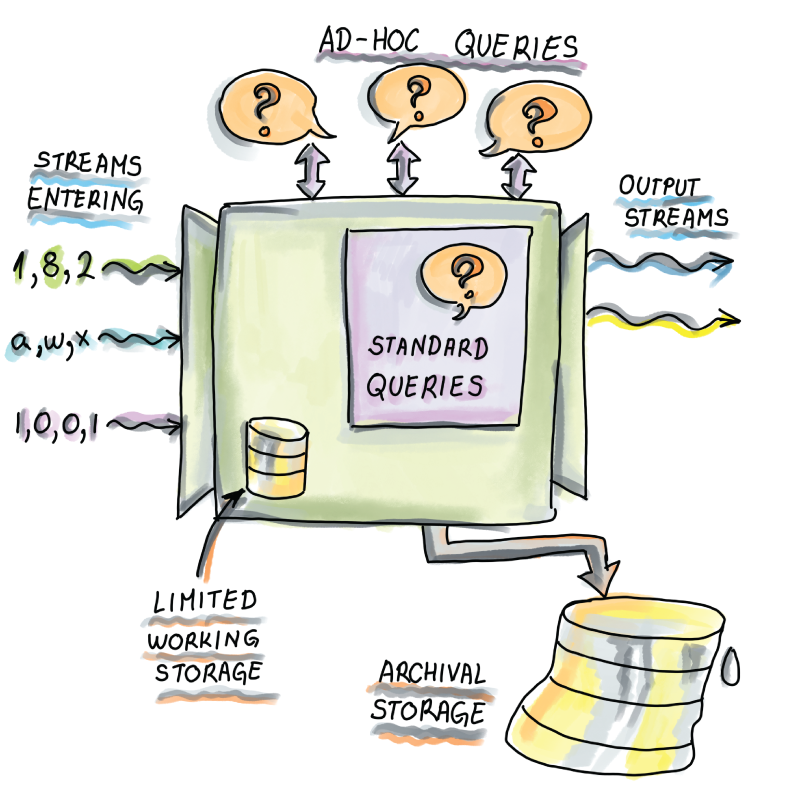 AD-HOC QUERIES
?
?
?
STREAMS
ENTERING
OUTPUT
STREAMS
1,8,2
a,w,x
1,0,0,1
?
STANDARD
QUERIES
LIMITED
WORKING
STORAGE
ARCHIVAL
STORAGE